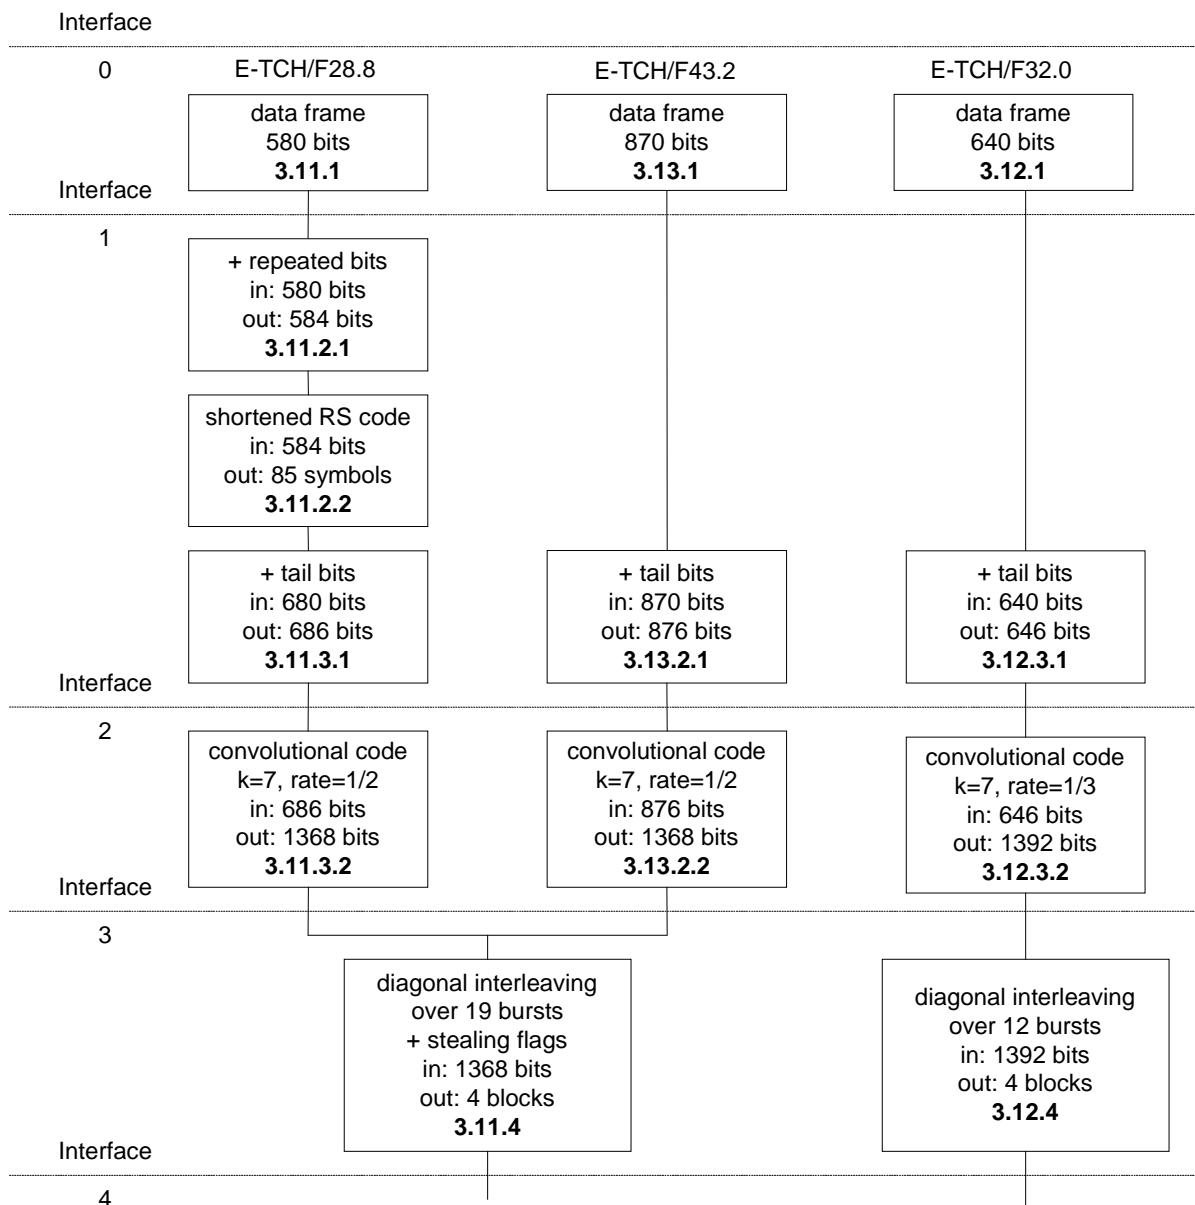 Interface
0
E-TCH/F28.8
E-TCH/F43.2
E-TCH/F32.0
data frame
580 bits
3.11.1
data frame
870 bits
3.13.1
data frame
640 bits
3.12.1
Interface
1
+ repeated bits
in: 580 bits
out: 584 bits
3.11.2.1
shortened RS code
in: 584 bits
out: 85 symbols
3.11.2.2
+ tail bits
in: 680 bits
out: 686 bits
3.11.3.1
+ tail bits
in: 870 bits
out: 876 bits
3.13.2.1
+ tail bits
in: 640 bits
out: 646 bits
3.12.3.1
Interface
2
convolutional code
k=7, rate=1/2
in: 686 bits
out: 1368 bits
3.11.3.2
convolutional code
k=7, rate=1/2
in: 876 bits
out: 1368 bits
3.13.2.2
convolutional code
k=7, rate=1/3
in: 646 bits
out: 1392 bits
3.12.3.2
Interface
3
diagonal interleaving
over 19 bursts
+ stealing flags
in: 1368 bits
out: 4 blocks
3.11.4
diagonal interleaving
over 12 bursts
in: 1392 bits
out: 4 blocks
3.12.4
Interface
4